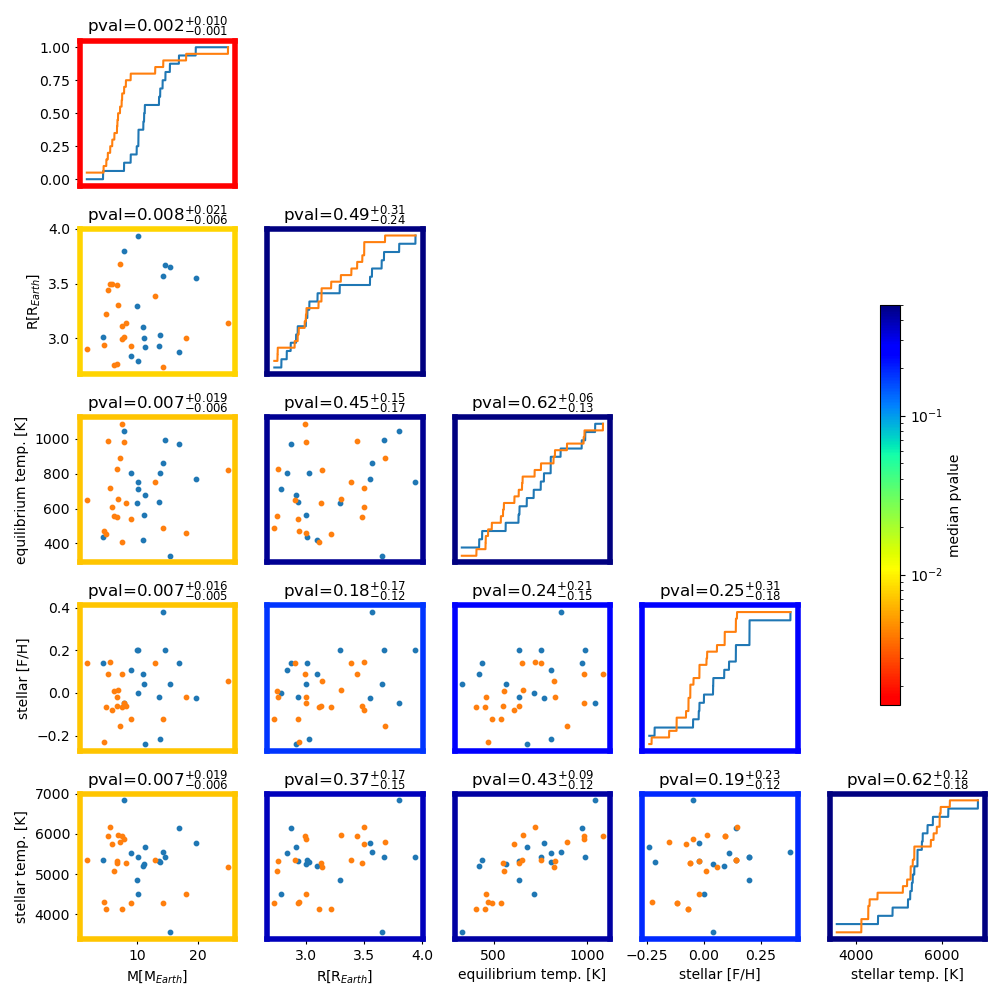 pval=0.002+0.010−0.001
1.00
0.75
0.50
0.25
0.00
pval=0.008+0.021−0.006
pval=0.49+0.31−0.24
4.0
3.5
3.0
R[REarth]
pval=0.007+0.019−0.006
pval=0.45+0.15−0.17
pval=0.62+0.06−0.13
1000
800
600
400
equilibrium temp. [K]
pval=0.007+0.016−0.005
pval=0.18+0.17−0.12
pval=0.24+0.21−0.15
pval=0.25+0.31−0.18
0.4
0.2
0.0
−0.2
stellar [F/H]
pval=0.007+0.019−0.006
pval=0.37+0.17−0.15
pval=0.43+0.09−0.12
pval=0.19+0.23−0.12
pval=0.62+0.12−0.18
7000
6000
5000
4000
stellar temp. [K]
10 20
3.0 3.5 4.0
500 1000
−0.25 0.00 0.25
4000 6000
M[MEarth]
R[REarth]
equilibrium temp. [K]
stellar [F/H]
stellar temp. [K]
10−1
10−2
median pvalue